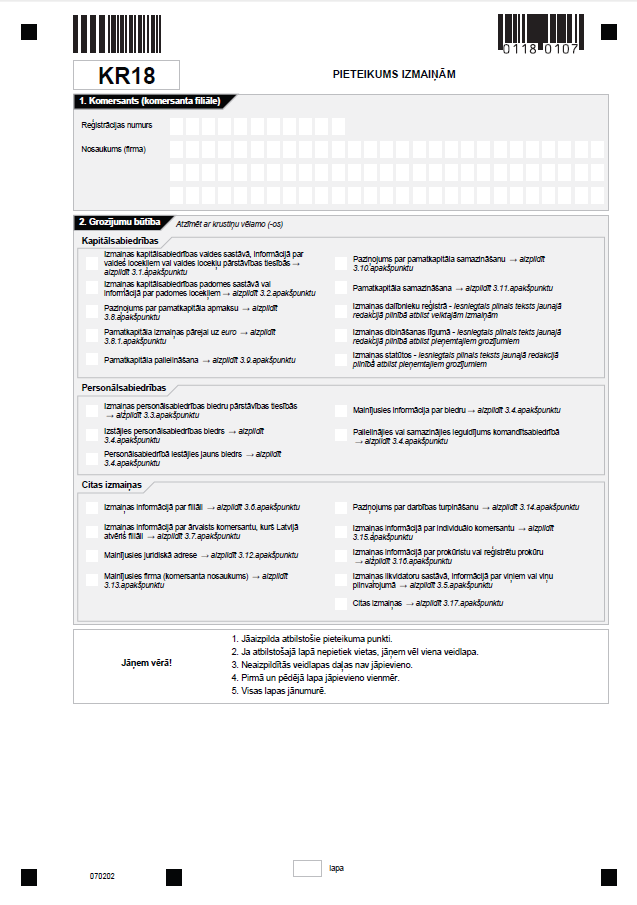 01180107
KR18
PIETEIKUMS IZMAIŅĀM
1. Komersants (komersanta filiāle)
Reģistrācijas numurs
Nosaukums (firma)
2. Grozījumu būtība
Atzīmēt ar krustiņu vēlamo (-os)
Kapitālsabiedrības
Izmaiņas kapitālsabiedrības valdes sastāvā, informācijā par
valdes locekļiem vai valdes locekļu pārstāvības tiesībās →
aizpildīt 3.1.apakšpunktu
Izmaiņas kapitālsabiedrības padomes sastāvā vai
informācijā par padomes locekļiem → aizpildīt 3.2.apakšpunktu
Paziņojums par pamatkapitāla apmaksu → aizpildīt
3.8.apakšpunktu
Pamatkapitāla izmaiņas pārejai uz euro → aizpildīt
3.8.1.apakšpunktu
Pamatkapitāla palielināšana → aizpildīt 3.9.apakšpunktu
Paziņojums par pamatkapitāla samazināšanu → aizpildīt
3.10.apakšpunktu
Pamatkapitāla samazināšana → aizpildīt 3.11.apakšpunktu
Izmaiņas dalībnieku reģistrā - iesniegtais pilnais teksts jaunajā
redakcijā pilnībā atbilst veiktajām izmaiņām
Izmaiņas dibināšanas līgumā - iesniegtais pilnais tekts jaunajā
redakcijā pilnībā atbilst pieņemtajiem grozījumiem
Izmaiņas statūtos - iesniegtais pilnais teksts jaunajā redakcijā
pilnībā atbilst pieņemtajiem grozījumiem
Personālsabiedrības
Izmaiņas personālsabiedrības biedru pārstāvības tiesībās
→ aizpildīt 3.3.apakšpunktu
Izstājies personālsabiedrības biedrs → aizpildīt
3.4.apakšpunktu
Personālsabiedrībā iestājies jauns biedrs → aizpildīt
3.4.apakšpunktu
Mainījusies informācija par biedru → aizpildīt 3.4.apakšpunktu
Palielinājies vai samazinājies ieguldījums komandītsabiedrībā
→ aizpildīt 3.4.apakšpunktu
Citas izmaiņas
Izmaiņas informācijā par filiāli → aizpildīt 3.6.apakšpunktu
Izmaiņas informācijā par ārvalsts komersantu, kurš Latvijā
atvēris filiāli → aizpildīt 3.7.apakšpunktu
Mainījusies juridiskā adrese → aizpildīt 3.12.apakšpunktu
Mainījusies firma (komersanta nosaukums) → aizpildīt
3.13.apakšpunktu
Paziņojums par darbības turpināšanu → aizpildīt 3.14.apakšpunktu
Izmaiņas informācijā par individuālo komersantu → aizpildīt
3.15.apakšpunktu
Izmaiņas informācijā par prokūristu vai reģistrētu prokūru
→ aizpildīt 3.16.apakšpunktu
Izmaiņas likvidatoru sastāvā, informācijā par viņiem vai viņu
pilnvarojumā → aizpildīt 3.5.apakšpunktu
Citas izmaiņas → aizpildīt 3.17.apakšpunktu
Jāņem vērā!
1. Jāaizpilda atbilstošie pieteikuma punkti.
2. Ja atbilstošajā lapā nepietiek vietas, jāņem vēl viena veidlapa.
3. Neaizpildītās veidlapas daļas nav jāpievieno.
4. Pirmā un pēdējā lapa jāpievieno vienmēr.
5. Visas lapas jānumurē.
070202
lapa